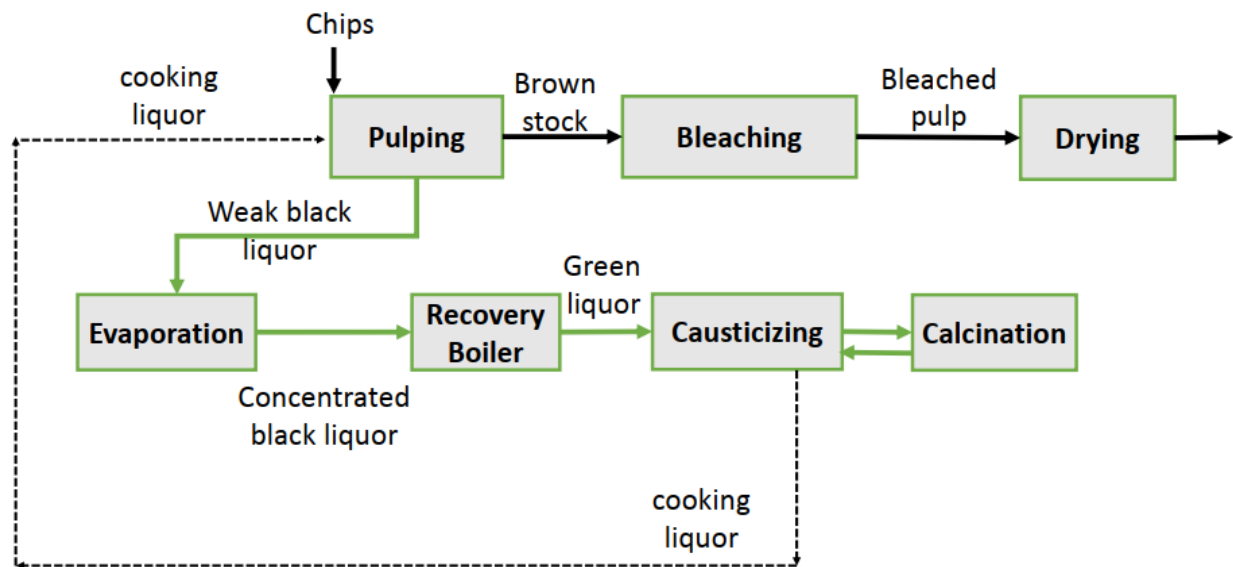 Chips
cooking
liquor
Pulping
Brown
stock
Bleaching
Bleached
pulp
Drying
Weak black
liquor
Evaporation
Concentrated
black liquor
Recovery
Boiler
Green
liquor
Causticizing
Calcination
cooking
liquor